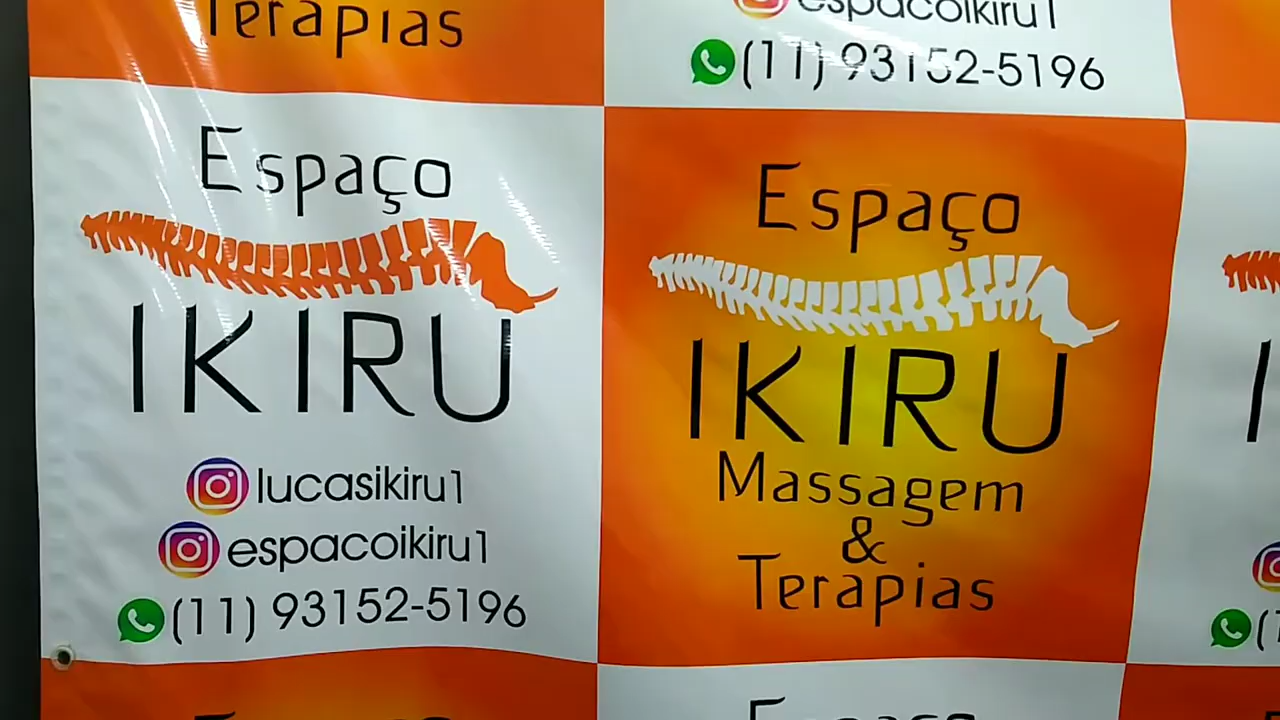 Terapias
espacoikiru1
(11) 93152-5196
Espaço
IKIRU
lucasikiru1
espacoikiru1
(11) 93152-5196
Espaço
IKIRU
Massagem
&
Terapias